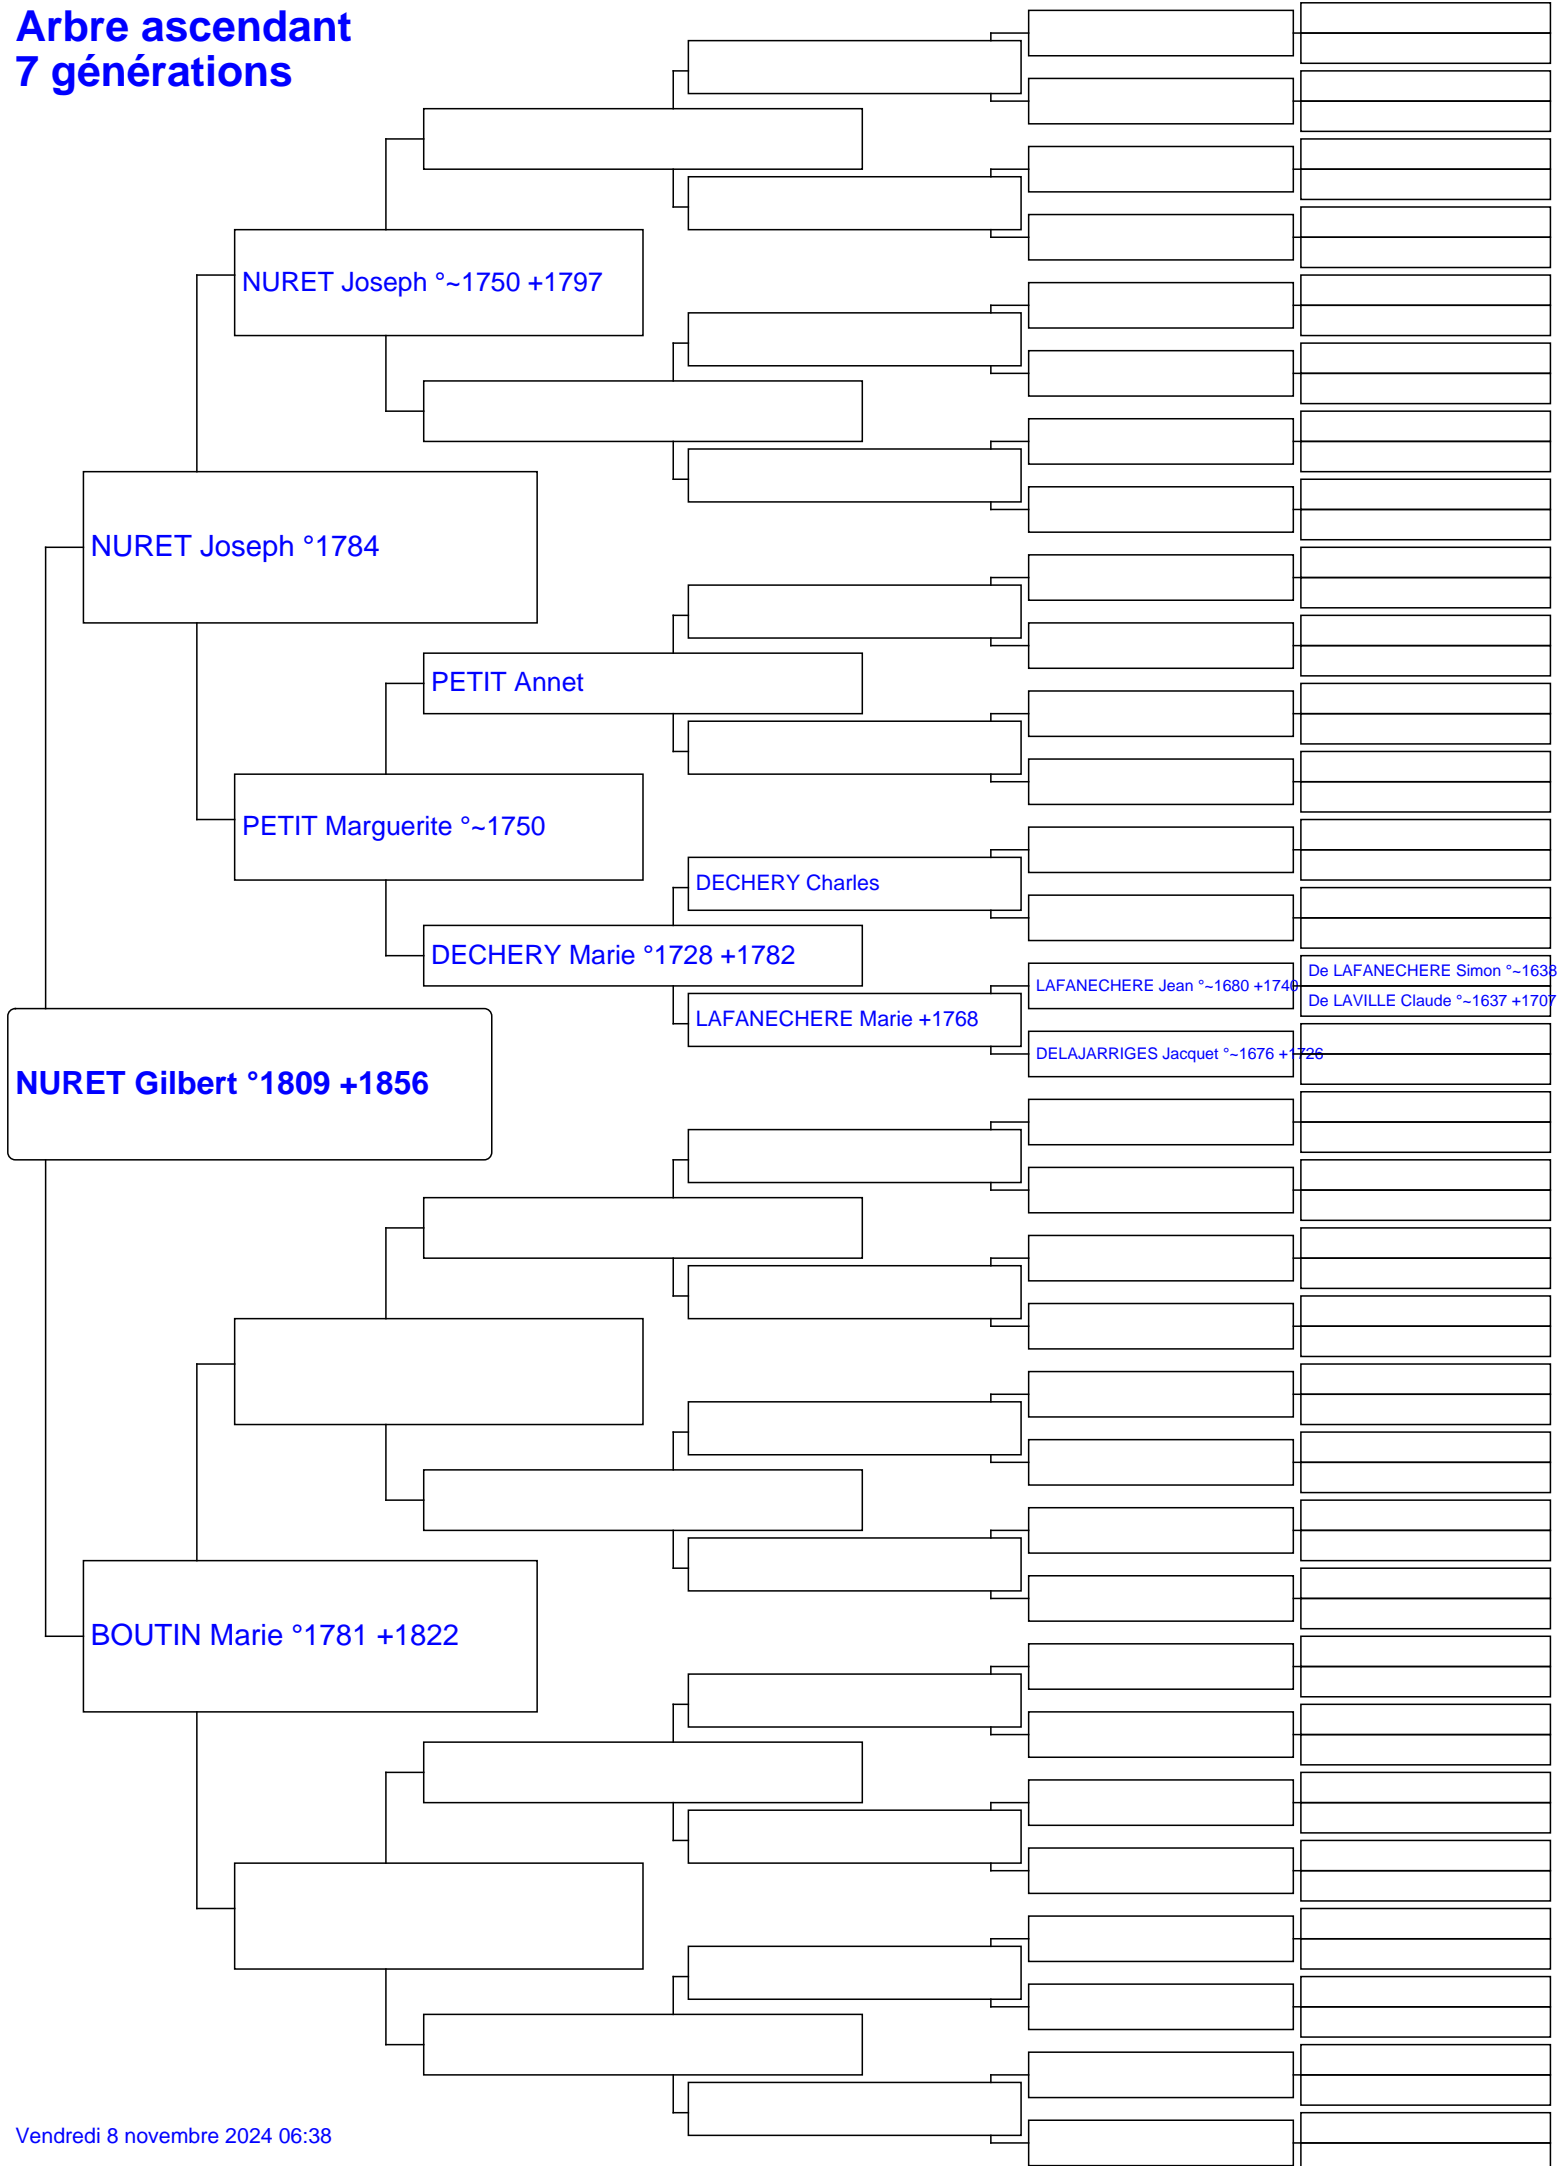 Arbre ascendant
7 générations
NURET Joseph °~1750 +1797
NURET Joseph °1784
PETIT Annet
PETIT Marguerite °~1750
DECHERY Charles
DECHERY Marie °1728 +1782
De LAFANECHERE Simon °~1638
LAFANECHERE Jean °~1680 +1740
De LAVILLE Claude °~1637 +1707
LAFANECHERE Marie +1768
DELAJARRIGES Jacquet °~1676 +1726
NURET Gilbert °1809 +1856
BOUTIN Marie °1781 +1822
Vendredi 8 novembre 2024 06:38